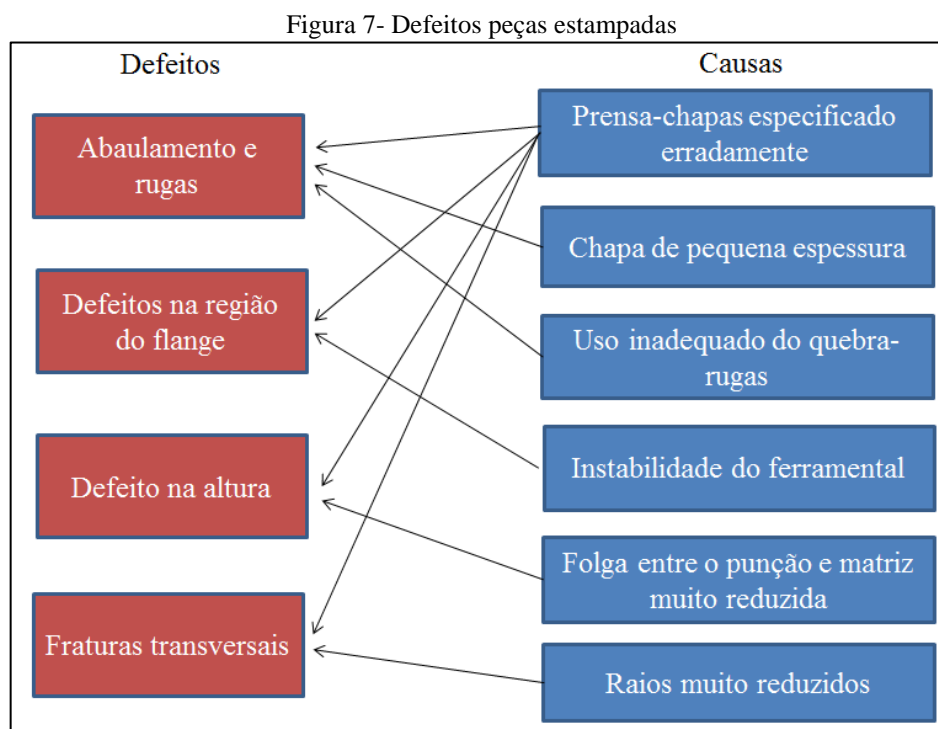 Figura 7- Defeitos peças estampadas
Defeitos
Causas
Abaulamento e
rugas
Defeitos na região
do flange
Defeito na altura
Fraturas transversais
Prensa-chapas especificado
erradamente
Chapa de pequena espessura
Uso inadequado do quebra-
rugas
Instabilidade do ferramental
Folga entre o punção e matriz
muito reduzida
Raios muito reduzidos